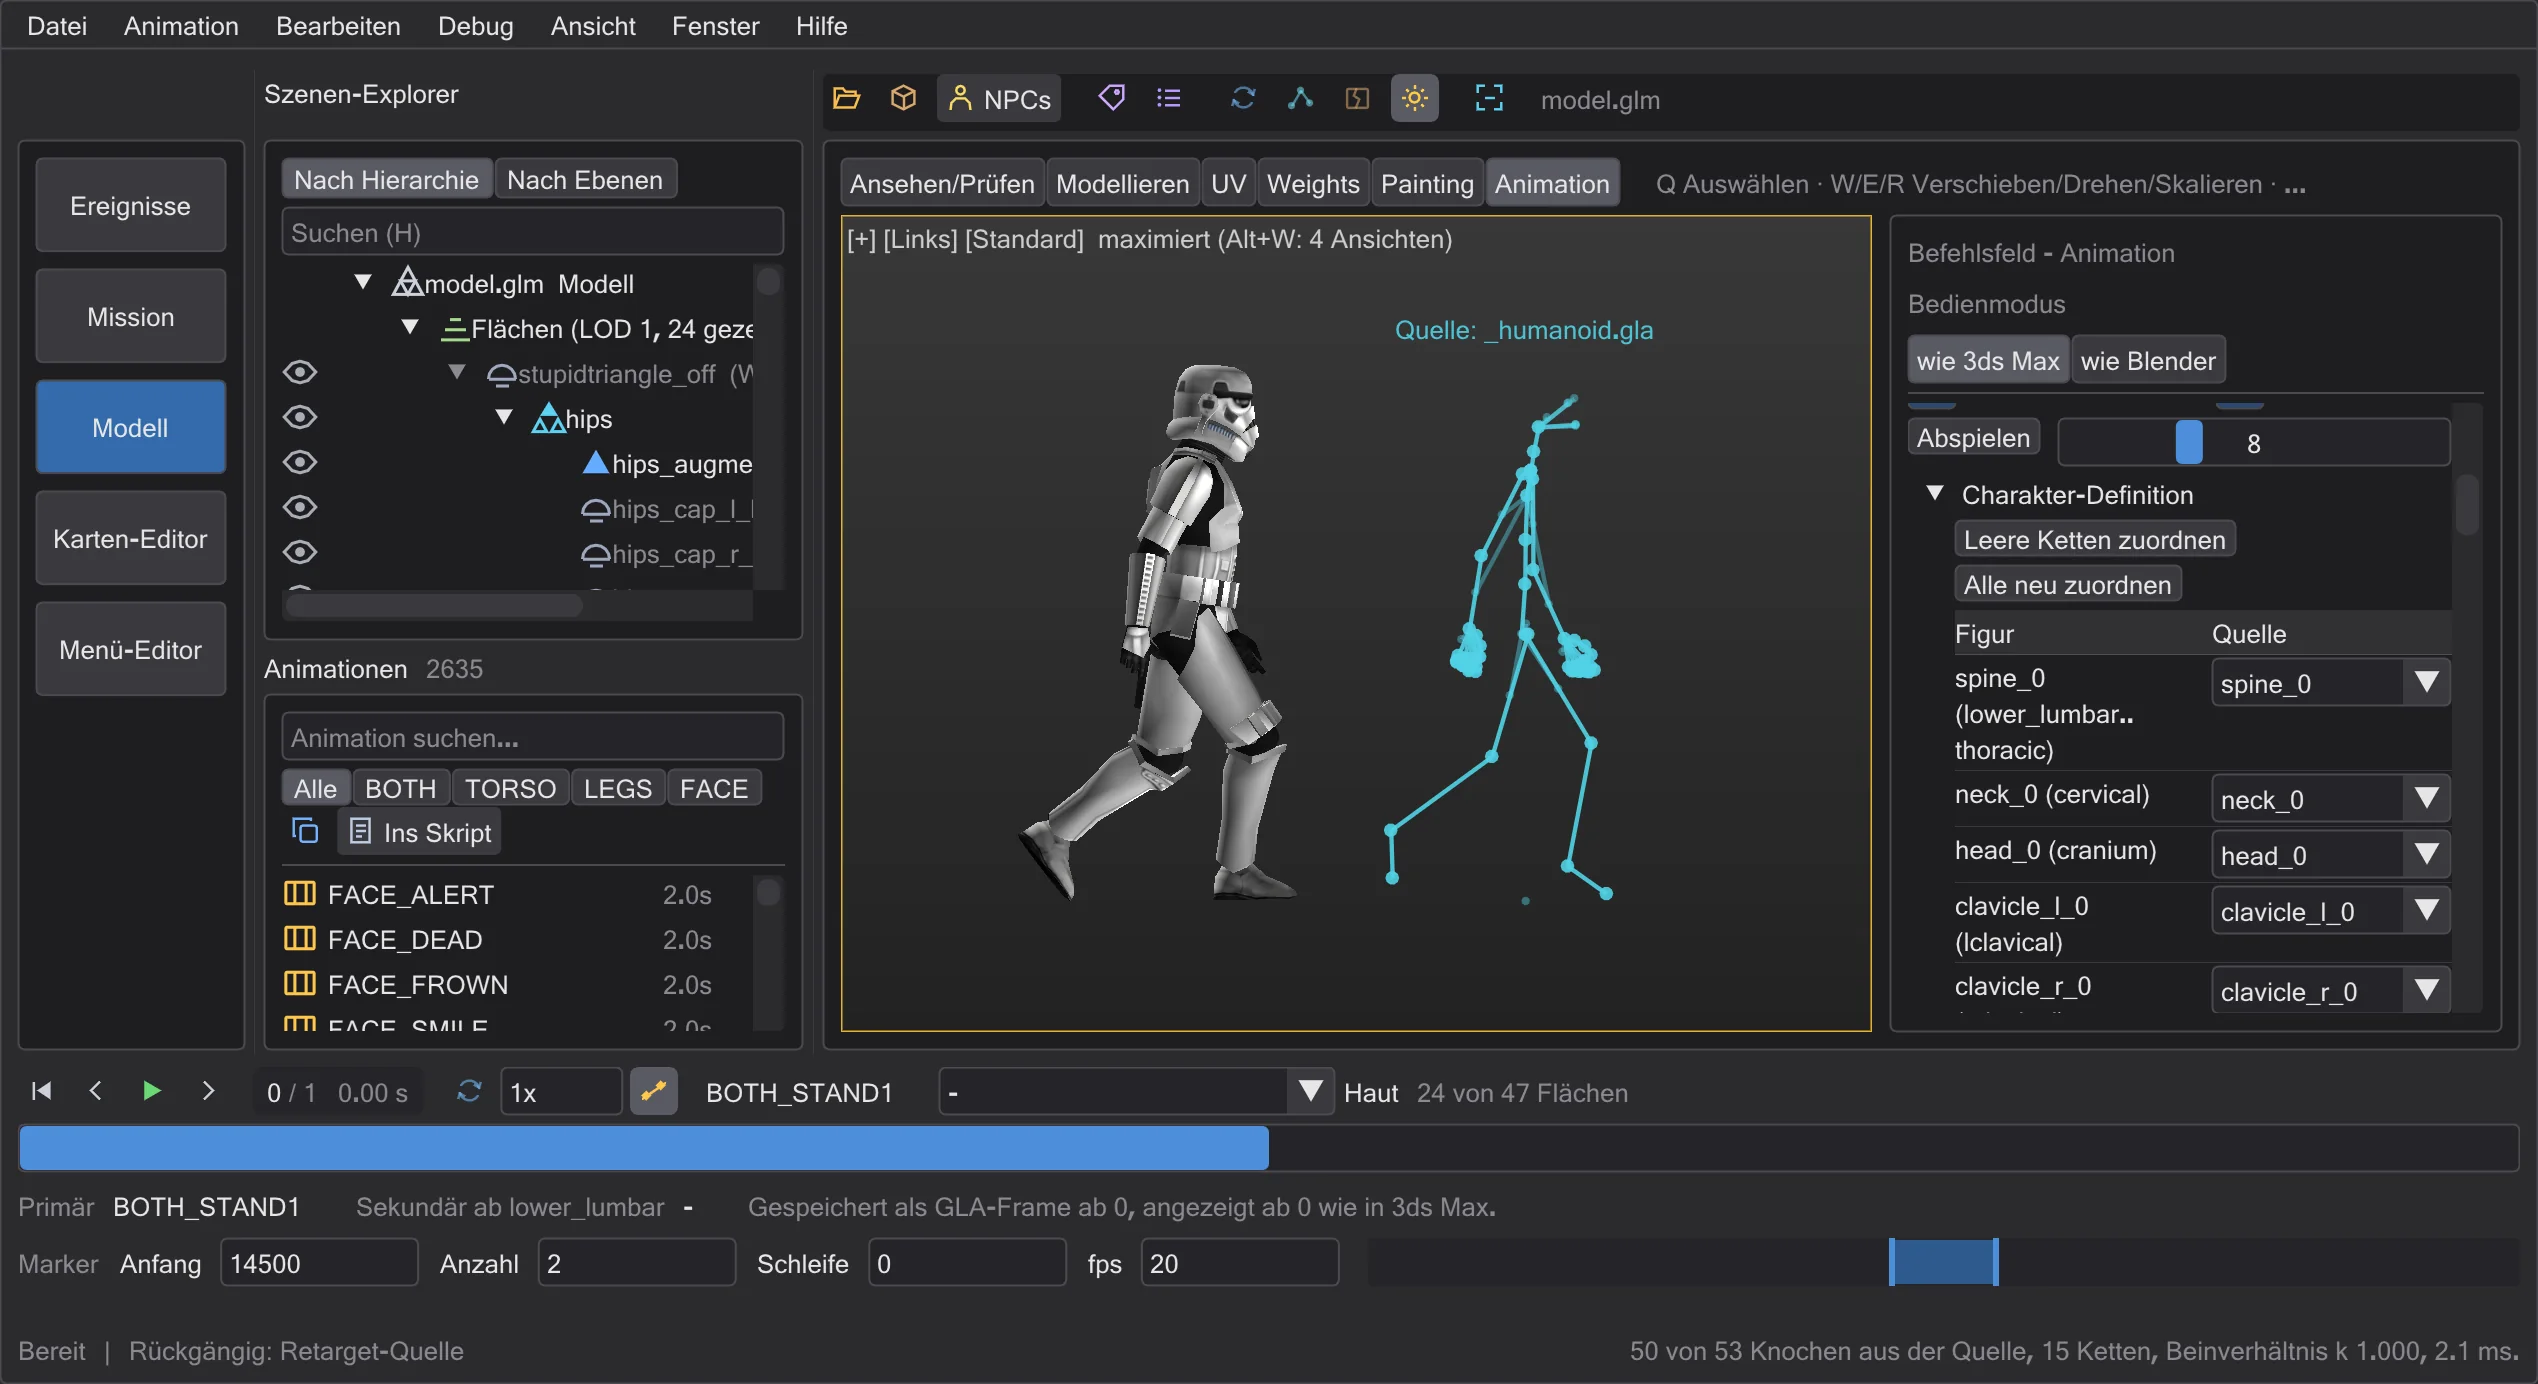 Datei Animation Bearbeiten Debug Ansicht Fenster Hilfe
Szenen-Explorer
NPCs
model.glm
Ereignisse
Mission
Modell
Karten-Editor
Menü-Editor
Nach Hierarchie Nach Ebenen
Suchen (H)
model.glm Modell
Flächen (LOD 1, 24 geze
stupidtriangle_off (W
hips
hips_augme
hips_cap_l_
hips_cap_r_
Animationen 2635
Animation suchen...
Alle BOTH TORSO LEGS FACE
Ins Skript
FACE_ALERT 2.0s
FACE_DEAD 2.0s
FACE_FROWN 2.0s
FACE_SMILE 2.0s
Ansehen/Prüfen Modellieren UV Weights Painting Animation
Q Auswählen · W/E/R Verschieben/Drehen/Skalieren · ...
[+] [Links] [Standard] maximiert (Alt+W: 4 Ansichten)
Quelle: _humanoid.gla
Befehlsfeld - Animation
Bedienmodus
wie 3ds Max wie Blender
Abspielen 8
Charakter-Definition
Leere Ketten zuordnen
Alle neu zuordnen
Figur Quelle
spine_0 (lower_lumbar.. thoracic) spine_0
neck_0 (cervical) neck_0
head_0 (cranium) head_0
clavicle_l_0 (lclavical) clavicle_l_0
clavicle_r_0 clavicle_r_0
0 / 1 0.00 s 1x BOTH_STAND1 - Haut 24 von 47 Flächen
Primär BOTH_STAND1 Sekundär ab lower_lumbar - Gespeichert als GLA-Frame ab 0, angezeigt ab 0 wie in 3ds Max.
Marker Anfang 14500 Anzahl 2 Schleife 0 fps 20
Bereit | Rückgängig: Retarget-Quelle
50 von 53 Knochen aus der Quelle, 15 Ketten, Beinverhältnis k 1.000, 2.1 ms.